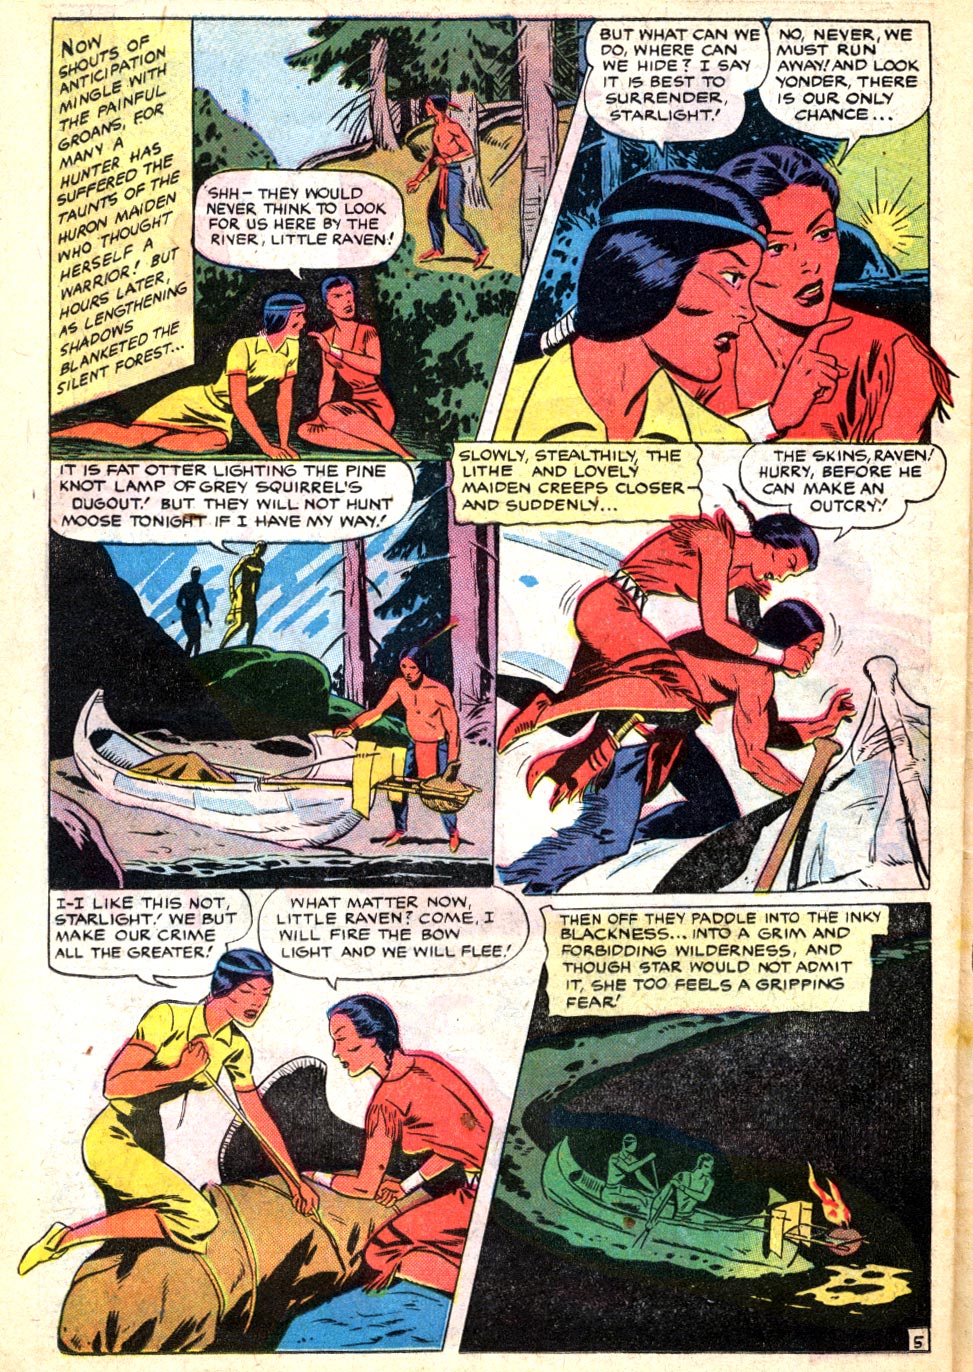 NOW
SHOUTS OF
ANTICIPATION
MINGLE WITH
THE PAINFUL
GROANS, FOR
MANY A
HUNTER HAS
SUFFERED THE
TAUNTS OF THE
HURON MAIDEN
WHO THOUGHT
HERSELF A
WARRIOR! BUT
HOURS LATER,
AS LENGTHENING
SHADOWS
BLANKETED THE
SILENT FOREST...
'SHH- THEY WOULD
NEVER THINK TO LOOK
FOR US HERE BY THE
RIVER, LITTLE RAVEN!
BUT WHAT CAN WE
DO, WHERE CAN
WE HIDE? I SAY
IT IS BEST TO
SURRENDER,
STARLIGHT!
NO, NEVER, WE
MUST RUN
AWAY! AND LOOK
YONDER, THERE
IS OUR ONLY
CHANCE...
IT IS FAT OTTER LIGHTING THE PINE
KNOT LAMP OF GREY SQUIRREL'S
DUGOUT! BUT THEY WILL NOT HUNT
MOOSE TONIGHT IF I HAVE MY WAY!
SLOWLY, STEALTHILY, THE
LITHE AND LOVELY
MAIDEN CREEPS CLOSER-
AND SUDDENLY...
THE SKINS, RAVEN!
HURRY, BEFORE HE
CAN MAKE AN
OUTCRY!
I-I LIKE THIS NOT,
STARLIGHT! WE BUT
MAKE OUR CRIME
ALL THE GREATER!
WHAT MATTER NOW,
LITTLE RAVEN? COME, I
WILL FIRE THE BOW
LIGHT AND WE WILL FLEE!
THEN OFF THEY PADDLE INTO THE INKY
BLACKNESS... INTO A GRIM AND
FORBIDDING WILDERNESS, AND
THOUGH STAR WOULD NOT ADMIT
IT, SHE TOO FEELS A GRIPPING
FEAR!
5